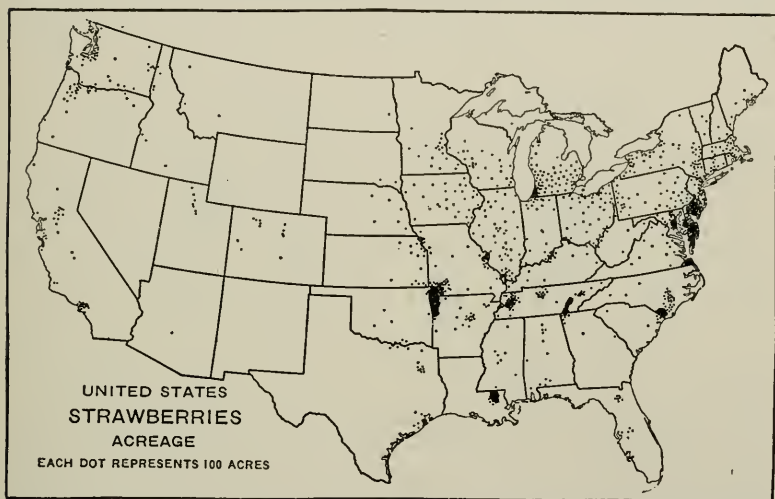 UNITED STATES
STRAWBERRIES
ACREAGE
EACH DOT REPRESENTS 100 ACRES